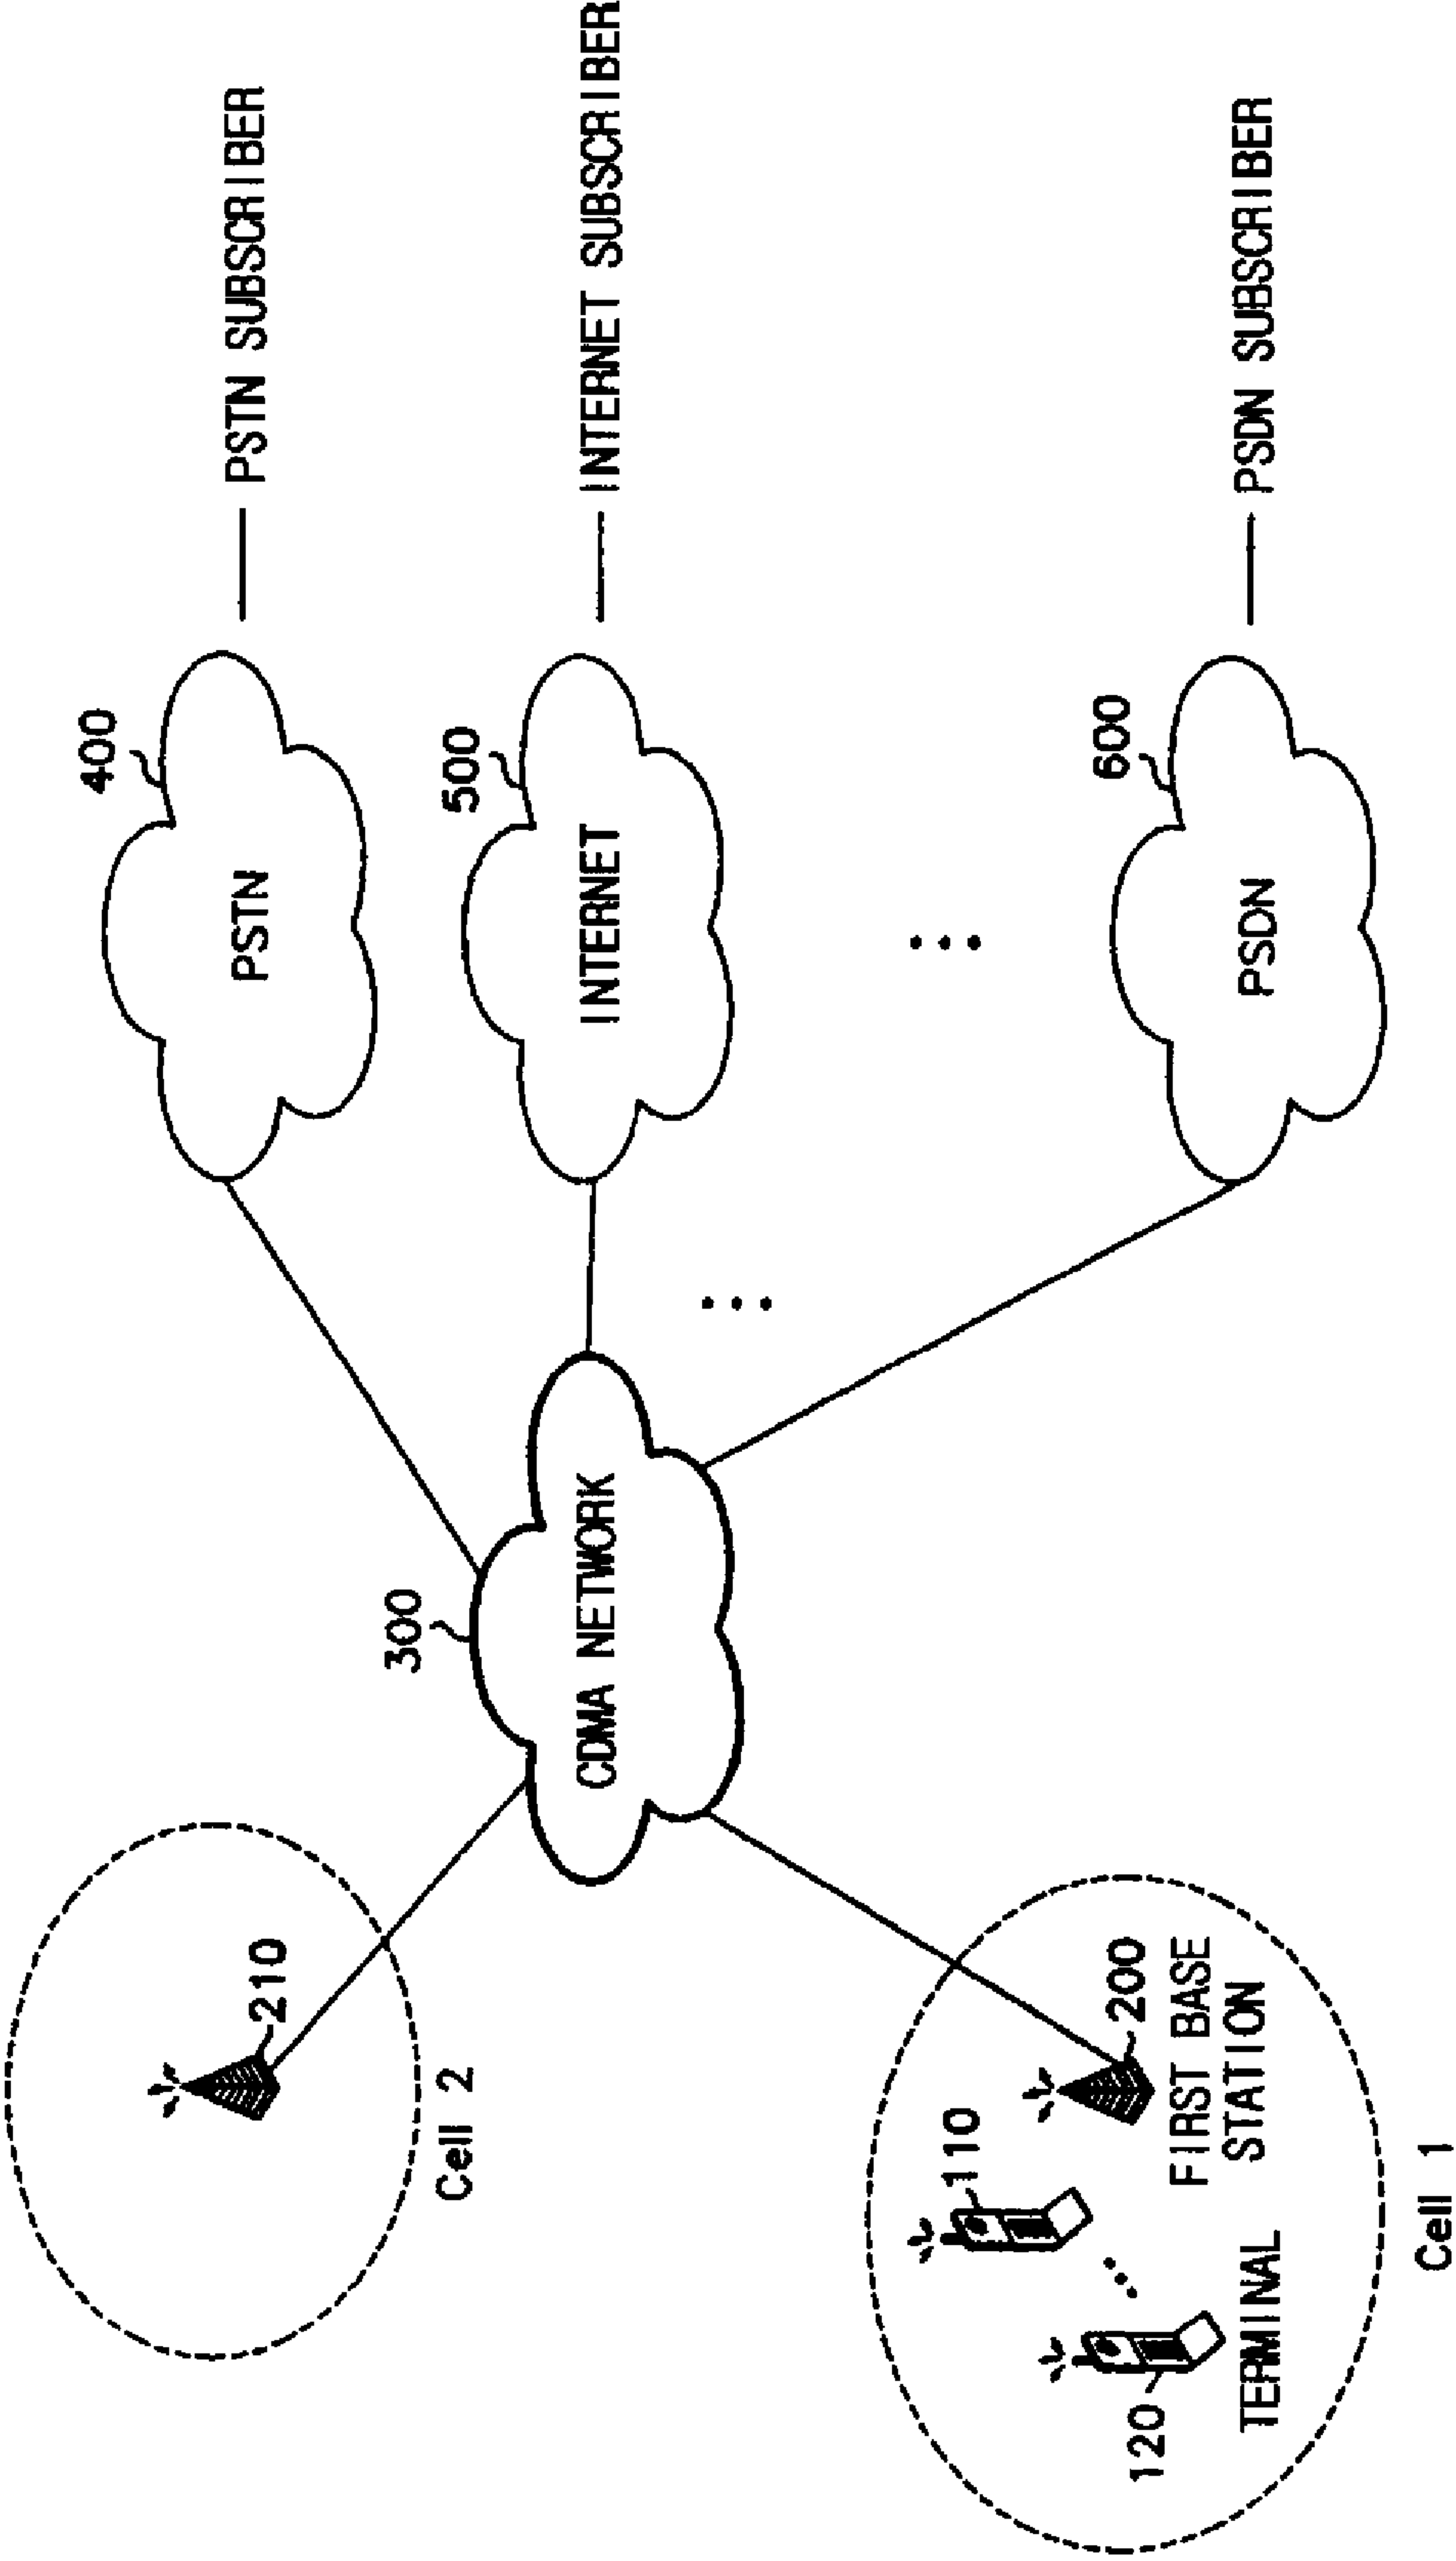 400
PSTN
PSTN SUBSCRIBER
210
Cell 2
300
CDMA NETWORK
500
INTERNET
INTERNET SUBSCRIBER
110
200
FIRST BASE
STATION
120
TERMINAL
Cell 1
600
PSDN
PSDN SUBSCRIBER